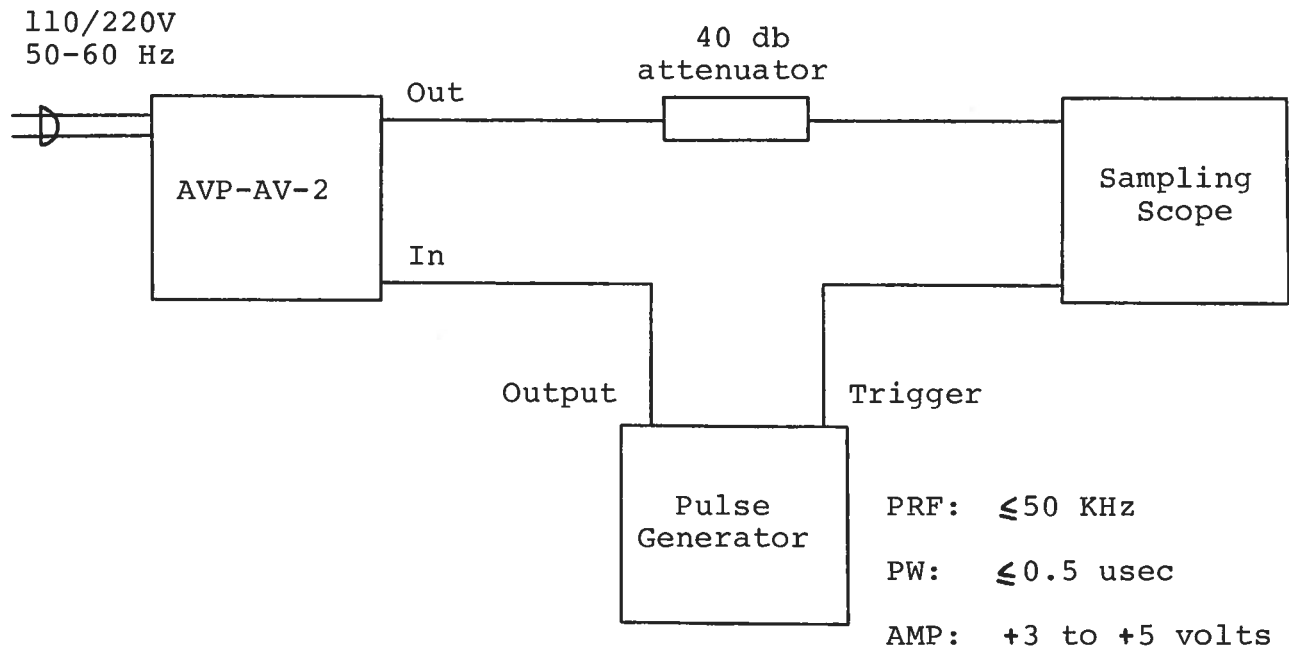 110/220V
50-60 Hz
40 db
attenuator
Out
AVP-AV-2
Sampling
Scope
In
Output
Trigger
Pulse
Generator
PRF: ≤50 KHz
PW: ≤0.5 usec
AMP: +3 to +5 volts